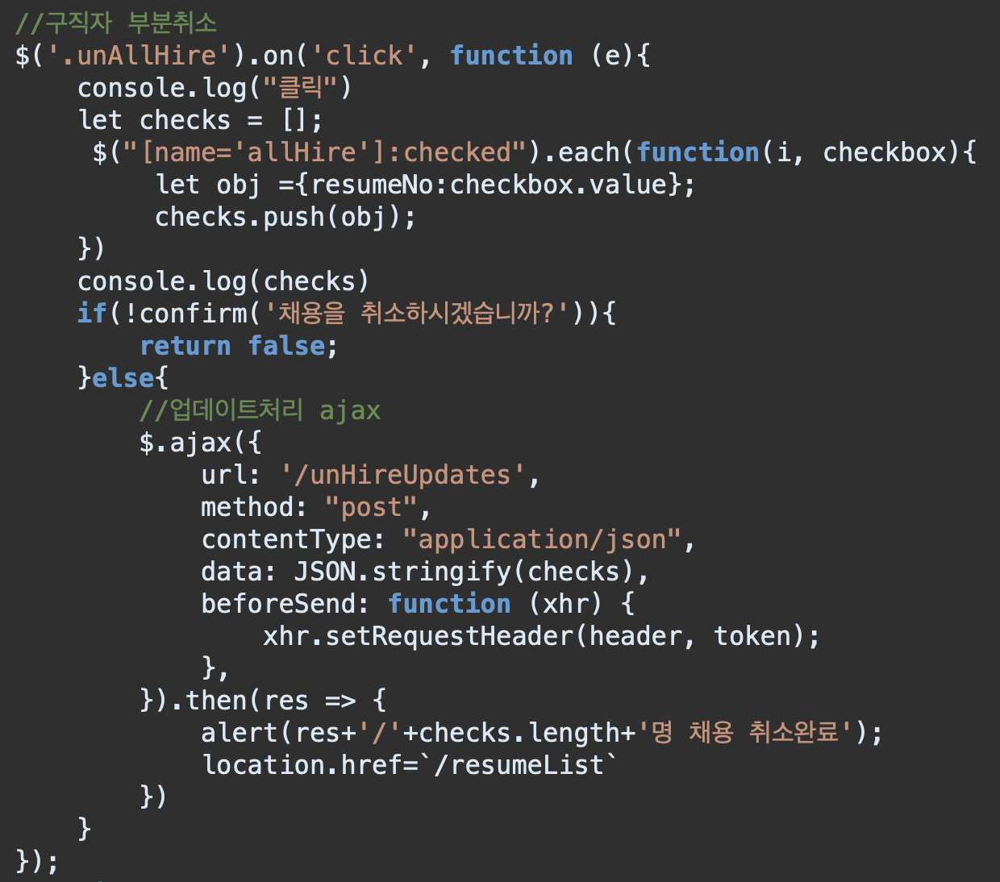 //구직자 부분취소
$('.unAllHire').on('click', function (e){
    console.log("클릭")
    let checks = [];
     $("[name='allHire']:checked").each(function(i, checkbox){
         let obj ={resumeNo:checkbox.value};
         checks.push(obj);
    })
    console.log(checks)
    if(!confirm('채용을 취소하시겠습니까?')){
        return false;
    }else{
        //업데이트처리 ajax
        $.ajax({
            url: '/unHireUpdates',
            method: "post",
            contentType: "application/json",
            data: JSON.stringify(checks),
            beforeSend: function (xhr) {
                xhr.setRequestHeader(header, token);
            },
        }).then(res => {
            alert(res+'/'+checks.length+'명 채용 취소완료');
            location.href=`/resumeList`
        })
    }
});